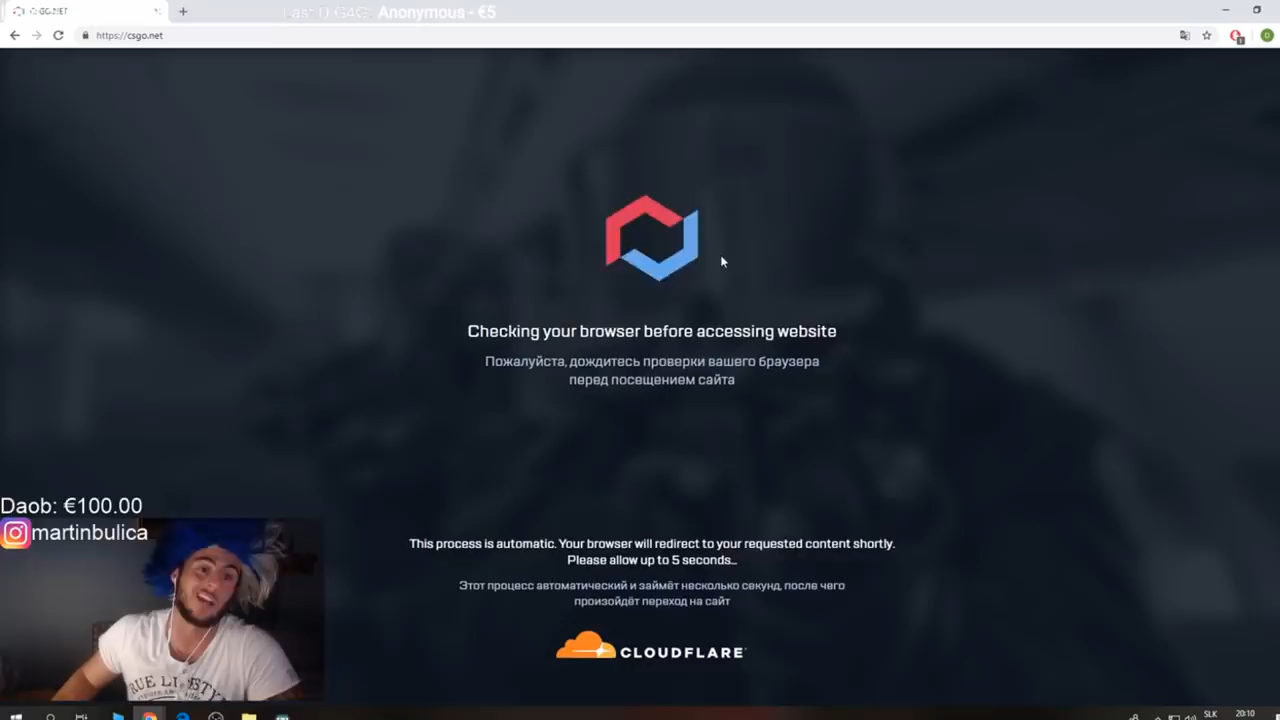 Anonymous - €5
https://csgo.net
Checking your browser before accessing website
Пожалуйста, дождитесь проверки вашего браузера
перед посещением сайта
Daob: €100.00
martinbulica
This process is automatic. Your browser will redirect to your requested content shortly.
Please allow up to 5 seconds...
Этот процесс автоматический и займёт несколько секунд, после чего
произойдёт переход на сайт
CLOUDFLARE
SLK
20:10